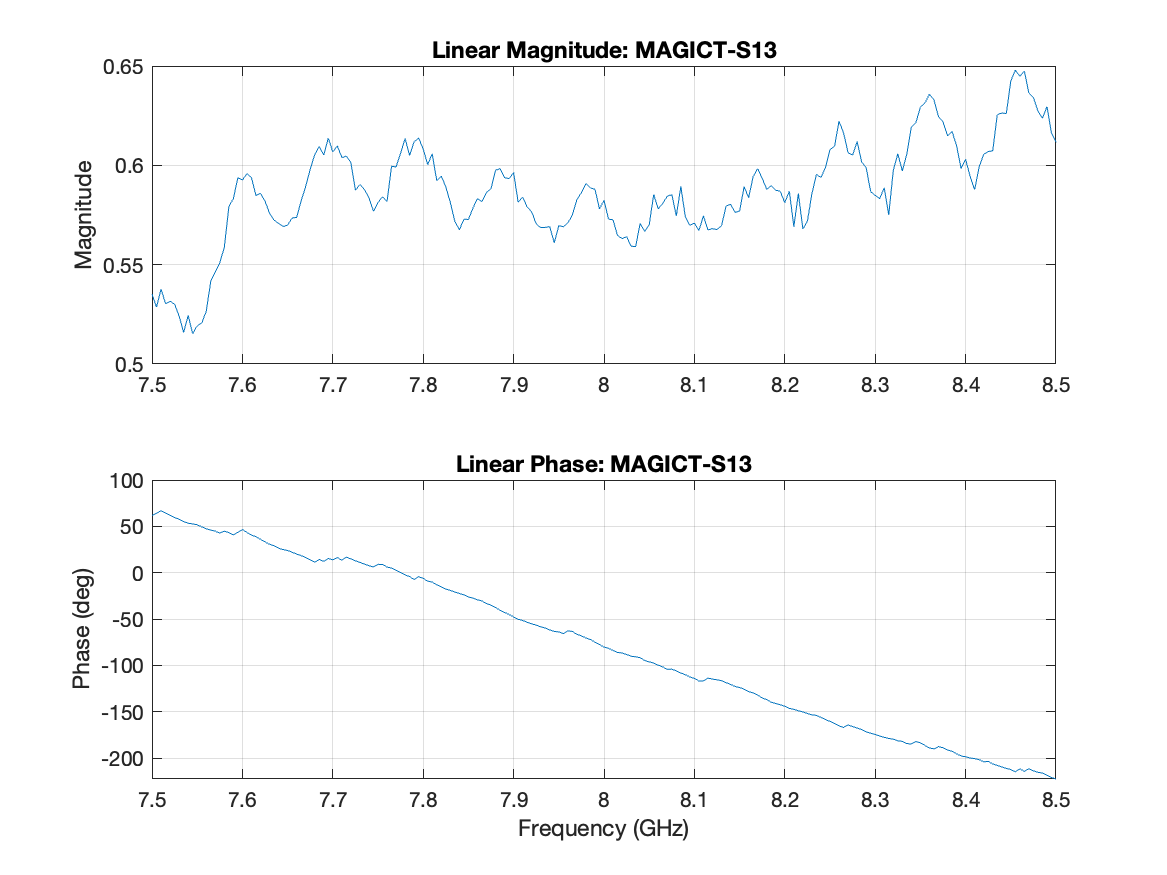 Linear Magnitude: MAGICT-S13
Magnitude
0.65
0.6
0.55
0.5
7.5 7.6 7.7 7.8 7.9 8 8.1 8.2 8.3 8.4 8.5
Linear Phase: MAGICT-S13
Phase (deg)
100
50
0
-50
-100
-150
-200
7.5 7.6 7.7 7.8 7.9 8 8.1 8.2 8.3 8.4 8.5
Frequency (GHz)